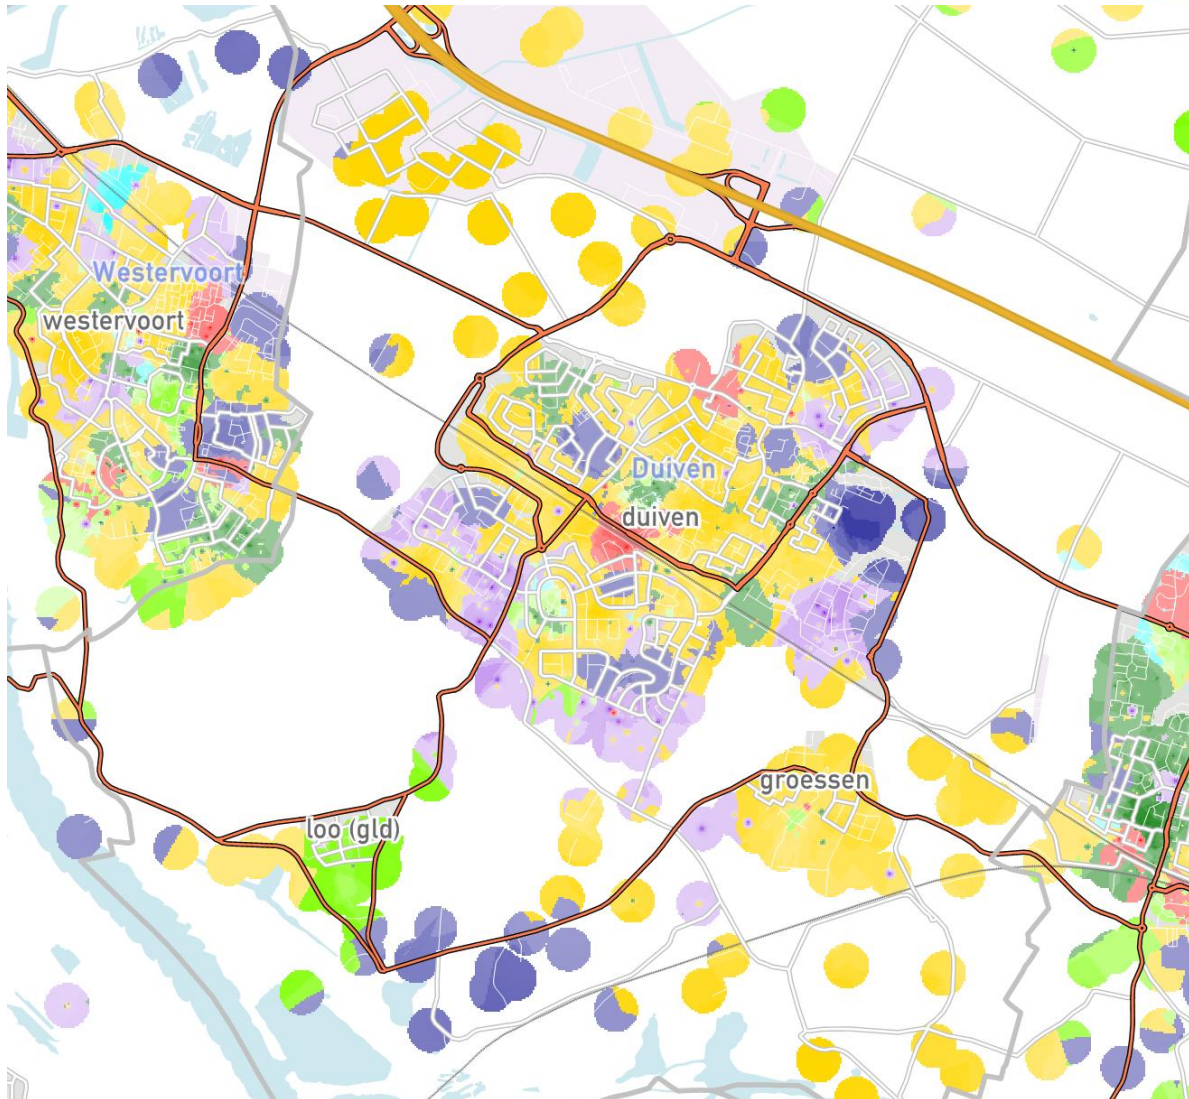 Westervoort
westervoort
Duiven
duiven
groessen
loo (gld)